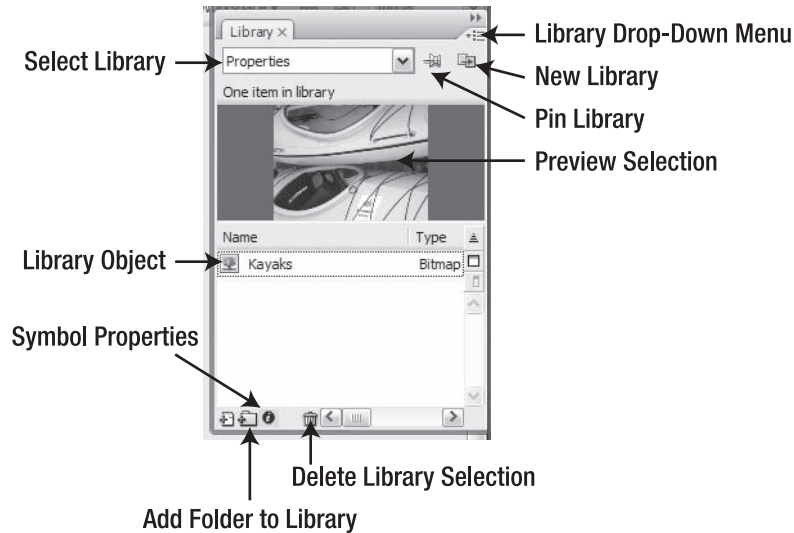 Library ×
Library Drop-Down Menu
Select Library
Properties
New Library
One item in library
Pin Library
Preview Selection
Name Type
Library Object
Kayaks Bitmap
Symbol Properties
Delete Library Selection
Add Folder to Library